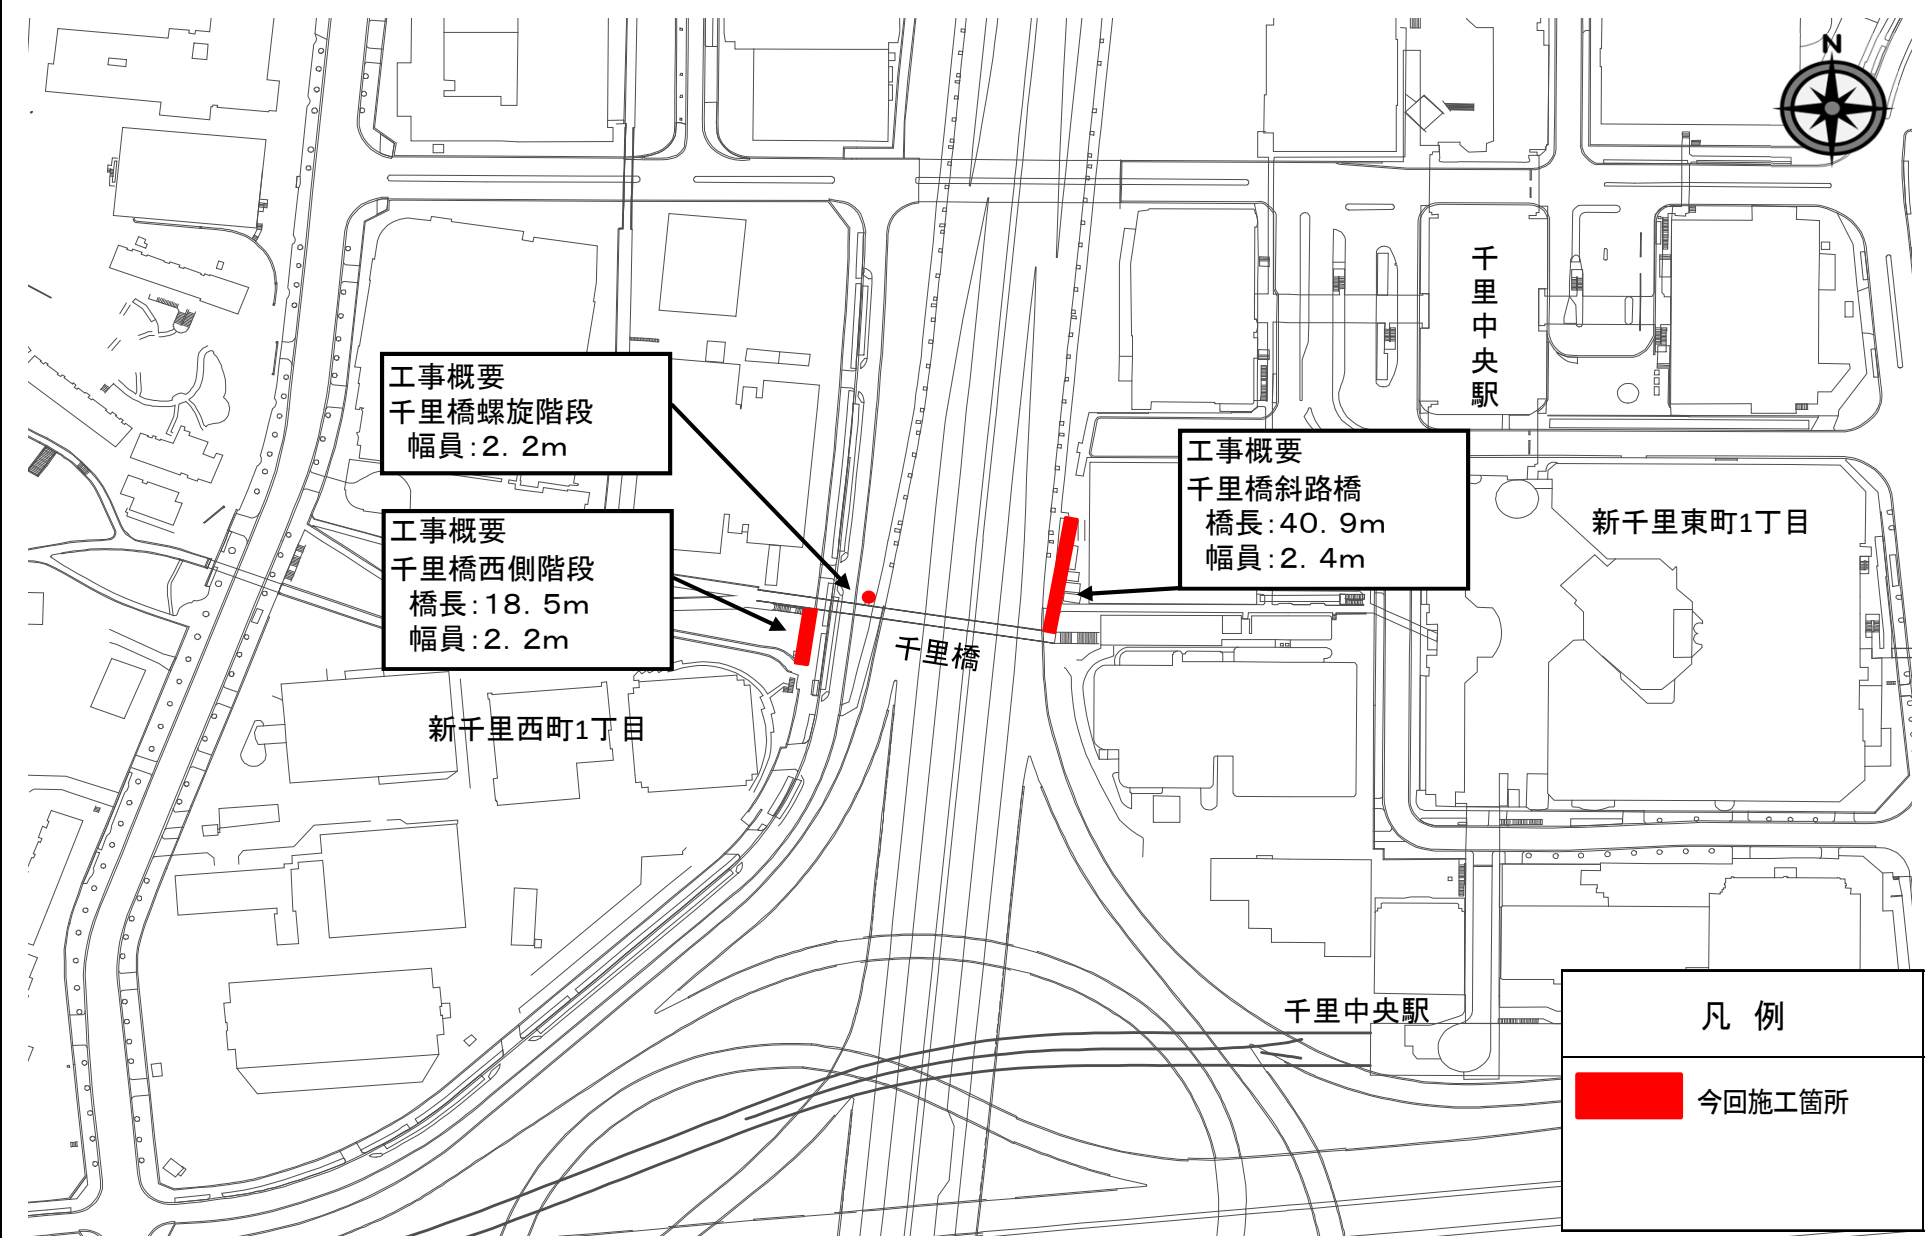 N
千里中央駅
工事概要
千里橋螺旋階段
幅員:2. 2m
工事概要
千里橋斜路橋
橋長:40. 9m
幅員:2. 4m
新千里東町1丁目
工事概要
千里橋西側階段
橋長:18. 5m
幅員:2. 2m
千里橋
新千里西町1丁目
千里中央駅
凡 例
今回施工箇所